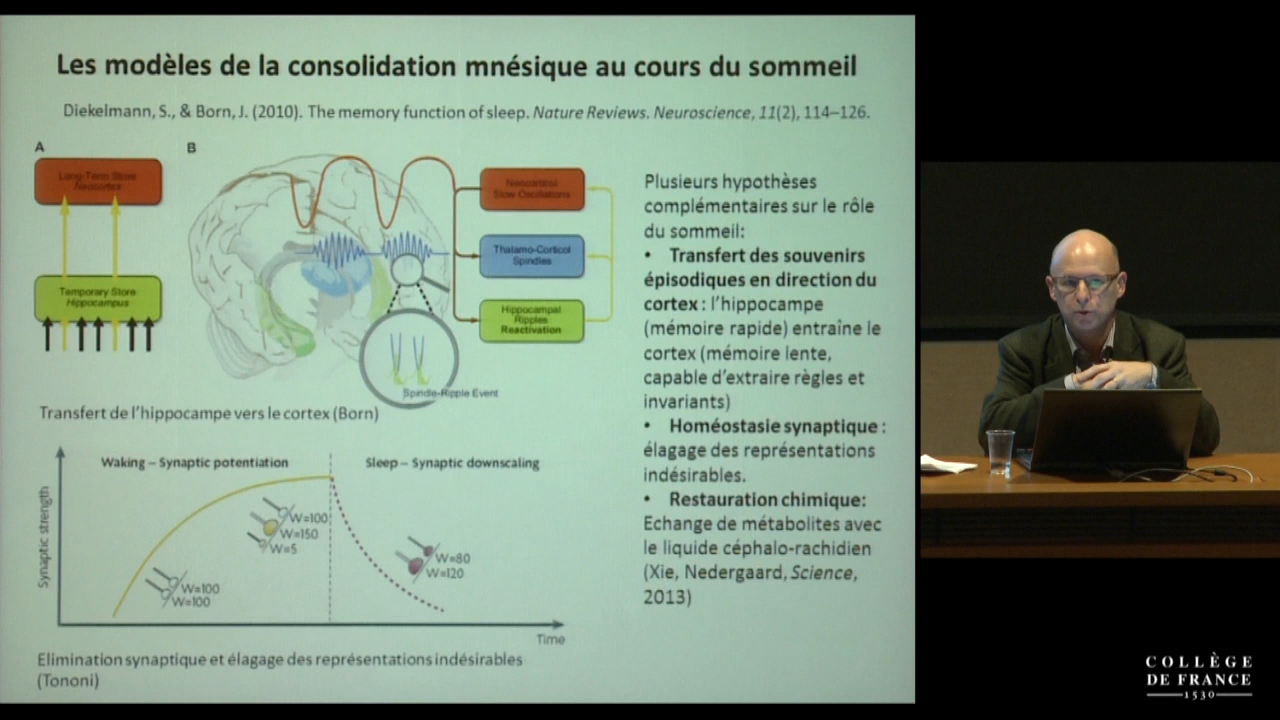 Les modèles de la consolidation mnésique au cours du sommeil
Diekelmann, S., & Born, J. (2010). The memory function of sleep. Nature Reviews. Neuroscience, 11(2), 114–126.
A
B
Long-Term Store
Neocortex
Temporary Store
Hippocampus
Neocortical
Slow Oscillations
Thalamo-Cortical
Spindles
Hippocampal
Ripples
Reactivation
Spindle-Ripple Event
Transfert de l'hippocampe vers le cortex (Born)
Waking – Synaptic potentiation
Sleep – Synaptic downscaling
Synaptic strength
W=100
W=150
W=5
W=100
W=100
W=80
W=120
Time
Elimination synaptique et élagage des représentations indésirables
(Tononi)
Plusieurs hypothèses
complémentaires sur le rôle
du sommeil:
• Transfert des souvenirs
épisodiques en direction du
cortex : l'hippocampe
(mémoire rapide) entraîne le
cortex (mémoire lente,
capable d'extraire règles et
invariants)
• Homéostasie synaptique :
élagage des représentations
indésirables.
• Restauration chimique:
Echange de métabolites avec
le liquide céphalo-rachidien
(Xie, Nedergaard, Science,
2013)
COLLÈGE
DE FRANCE
1530